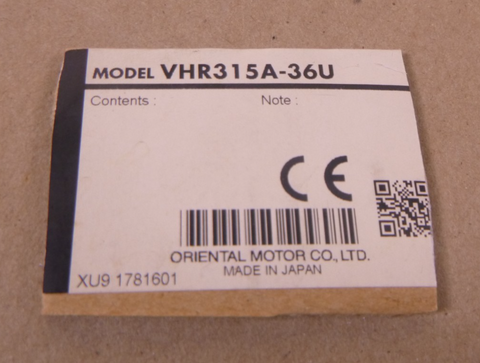 MODEL VHR315A-36U
Contents : Note :
CE
ORIENTAL MOTOR CO., LTD.
MADE IN JAPAN
XU9 1781601